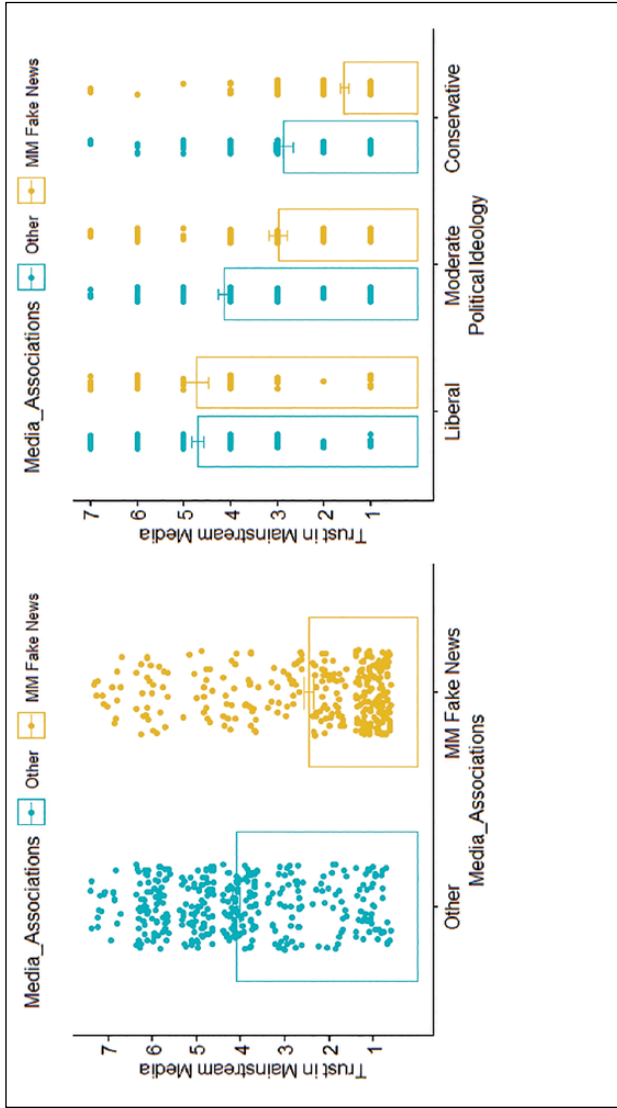 Media_Associations Other MM Fake News
Trust in Mainstream Media
7
6
5
4
3
2
1
Other
MM Fake News
Media_Associations
Media_Associations Other MM Fake News
Trust in Mainstream Media
7
6
5
4
3
2
1
Liberal
Moderate
Conservative
Political Ideology